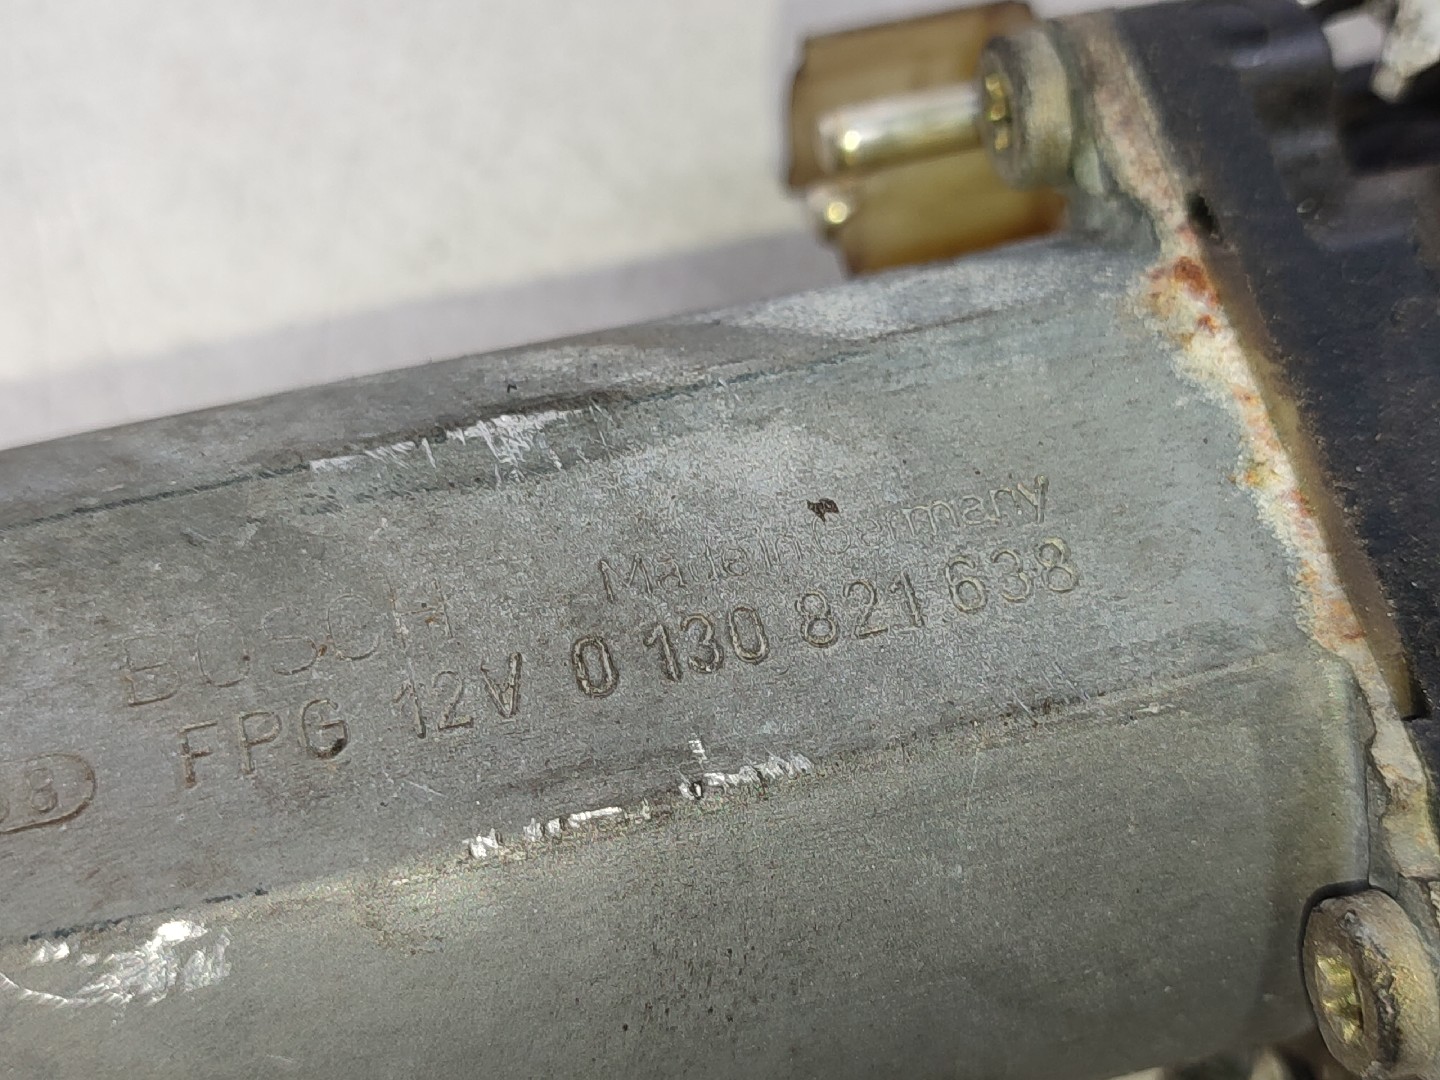 BOSCH Made in Germany
FPG 12V 0 130 821 638